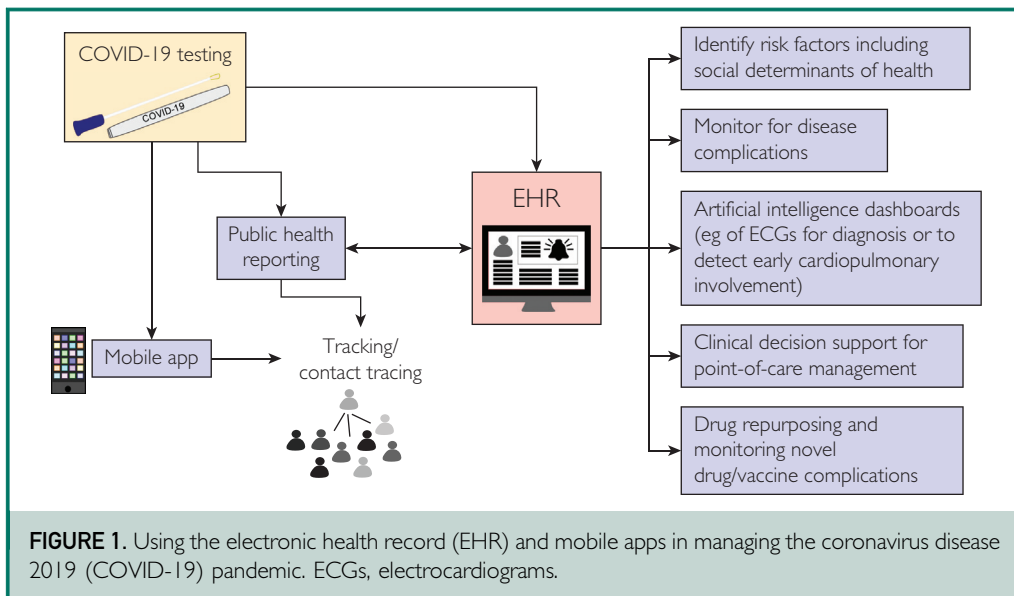 COVID-19 testing
COVID-19
EHR
Public health
reporting
Mobile app
Tracking/
contact tracing
Identify risk factors including
social determinants of health
Monitor for disease
complications
Artificial intelligence dashboards
(eg of ECGs for diagnosis or to
detect early cardiopulmonary
involvement)
Clinical decision support for
point-of-care management
Drug repurposing and
monitoring novel
drug/vaccine complications
FIGURE 1. Using the electronic health record (EHR) and mobile apps in managing the coronavirus disease
2019 (COVID-19) pandemic. ECGs, electrocardiograms.